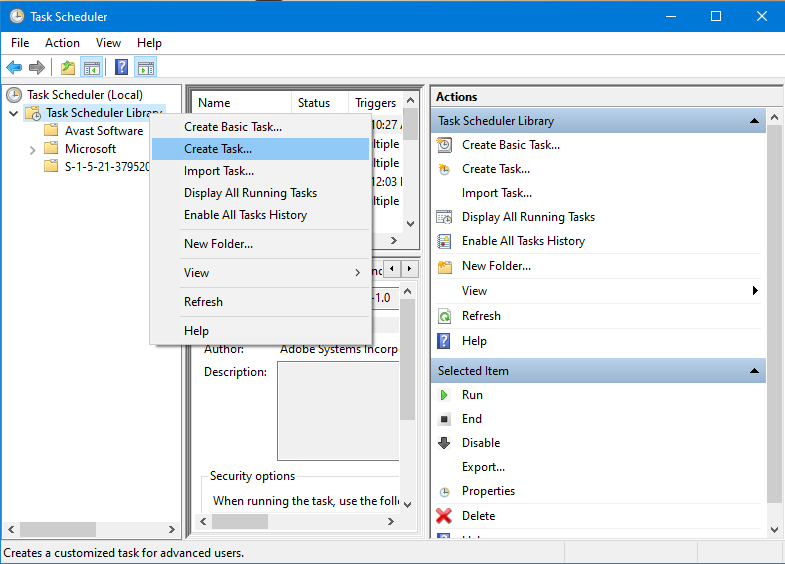 Task Scheduler
File Action View Help
Task Scheduler (Local)
Task Scheduler Library
Avast Software
Microsoft
S-1-5-21-379520
Name Status Triggers
10:27
ltiple
ltiple
12:03
ltiple
Create Basic Task...
Create Task...
Import Task...
Display All Running Tasks
Enable All Tasks History
New Folder...
View
Refresh
Help
-1.0
Author: Adobe Systems Incorp
Description:
Security options
When running the task, use the follo
Actions
Task Scheduler Library
Create Basic Task...
Create Task...
Import Task...
Display All Running Tasks
Enable All Tasks History
New Folder...
View
Refresh
Help
Selected Item
Run
End
Disable
Export...
Properties
Delete
Creates a customized task for advanced users.